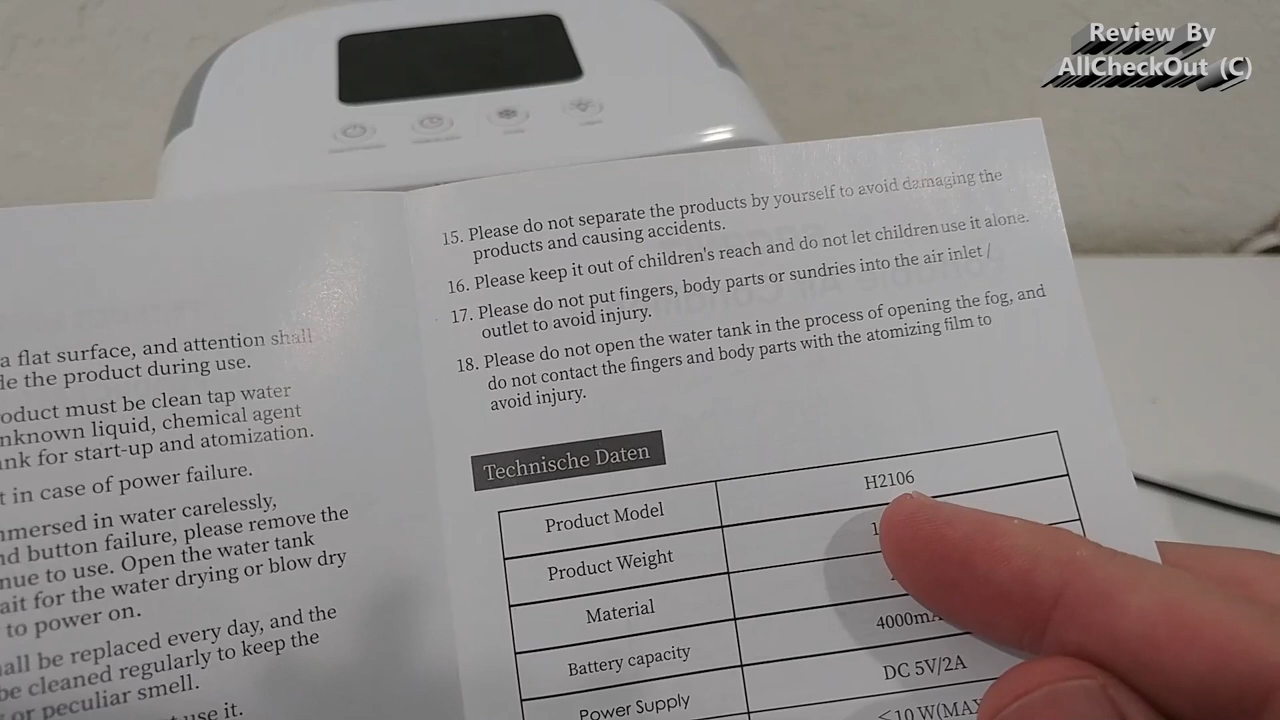 Review By
AllCheckOut (C)
a flat surface, and attention shall
le the product during use.
oduct must be clean tap water
nknown liquid, chemical agent
nk for start-up and atomization.
t in case of power failure.
mmersed in water carelessly,
nd button failure, please remove the
nue to use. Open the water tank
ait for the water drying or blow dry
to power on.
all be replaced every day, and the
be cleaned regularly to keep the
or peculiar smell.
use it.
15. Please do not separate the products by yourself to avoid damaging the
products and causing accidents.
16. Please keep it out of children's reach and do not let children use it alone.
17. Please do not put fingers, body parts or sundries into the air inlet /
outlet to avoid injury.
18. Please do not open the water tank in the process of opening the fog, and
do not contact the fingers and body parts with the atomizing film to
avoid injury.
Technische Daten
Product Model H2106
Product Weight 1
Material
Battery capacity 4000m
Power Supply DC 5V/2A
≤10 W(MAX